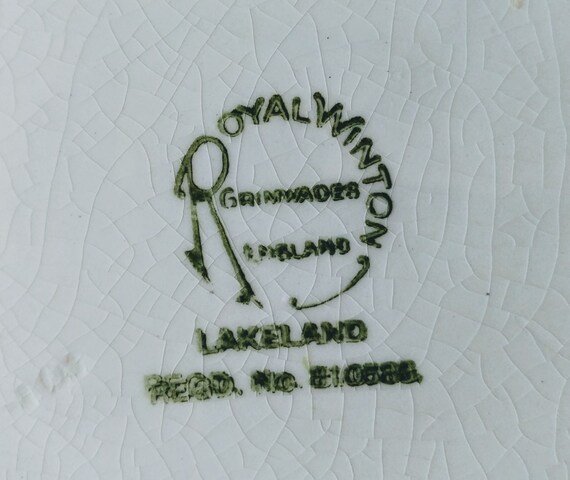 ROYAL WINTON
GRIMWADES
ENGLAND
LAKELAND
REGD. No.